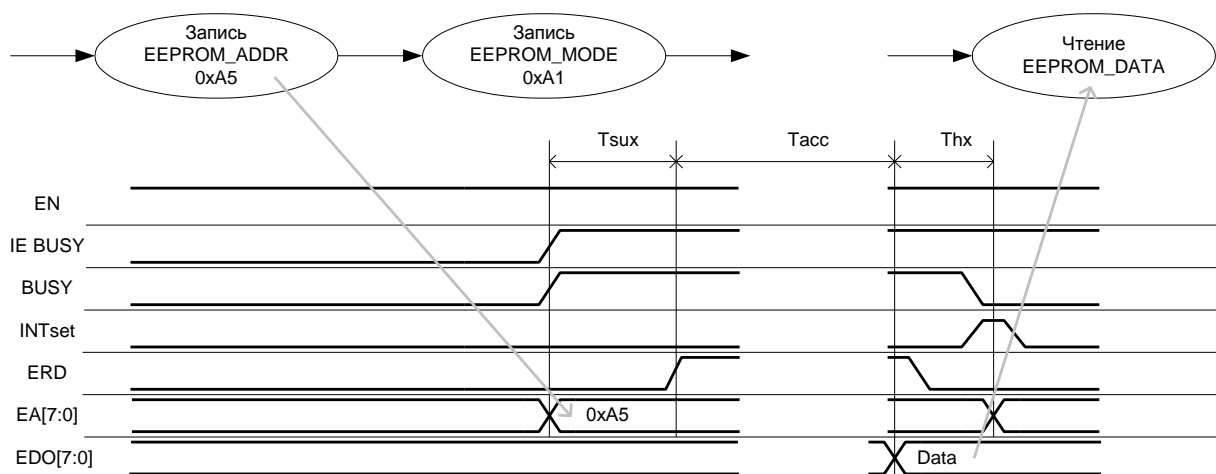 Запись
EEPROM_ADDR
0xA5
Запись
EEPROM_MODE
0xA1
Чтение
EEPROM_DATA
Tsux
Tacc
Thx
EN
IE BUSY
BUSY
INTset
ERD
EA[7:0]
0xA5
EDO[7:0]
Data